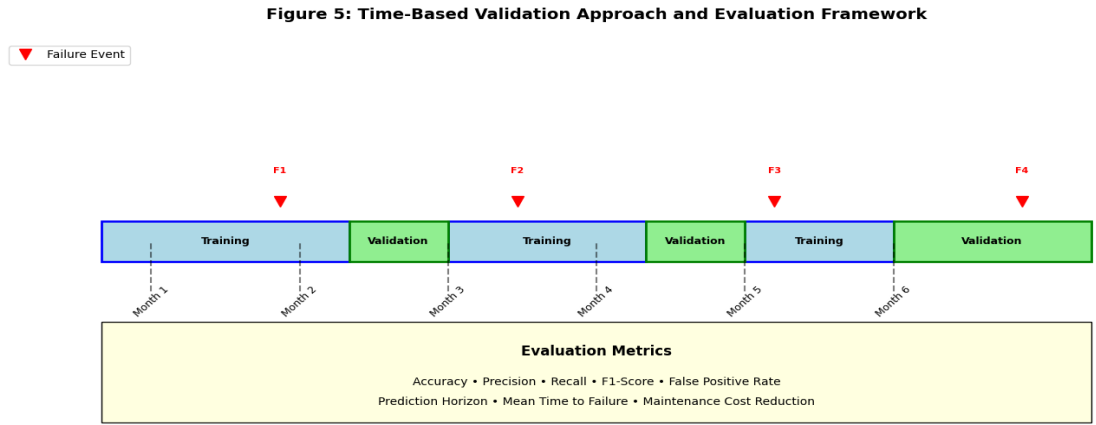 Figure 5: Time-Based Validation Approach and Evaluation Framework
Failure Event
F1 F2 F3 F4
Training Validation Training Validation Training Validation
Month 1 Month 2 Month 3 Month 4 Month 5 Month 6
Evaluation Metrics
Accuracy • Precision • Recall • F1-Score • False Positive Rate
Prediction Horizon • Mean Time to Failure • Maintenance Cost Reduction